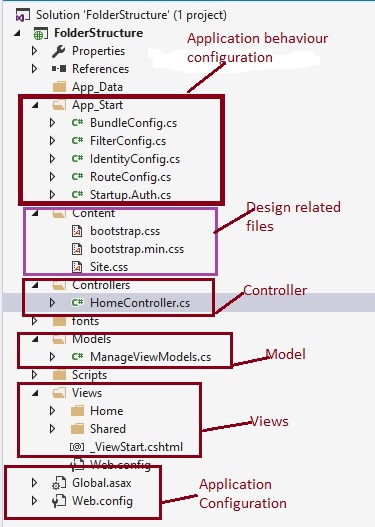 Solution 'FolderStructure' (1 project)
FolderStructure
Application behaviour
configuration
Properties
References
App_Data
App_Start
C# BundleConfig.cs
C# FilterConfig.cs
C# IdentityConfig.cs
C# RouteConfig.cs
C# Startup.Auth.cs
Content
Design related
files
bootstrap.css
bootstrap.min.css
Site.css
Controllers
Controller
C# HomeController.cs
fonts
Models
C# ManageViewModels.cs
Model
Scripts
Views
Home
Shared
Views
[@] _ViewStart.cshtml
Web.config
Global.asax
Web.config
Application
Configuration